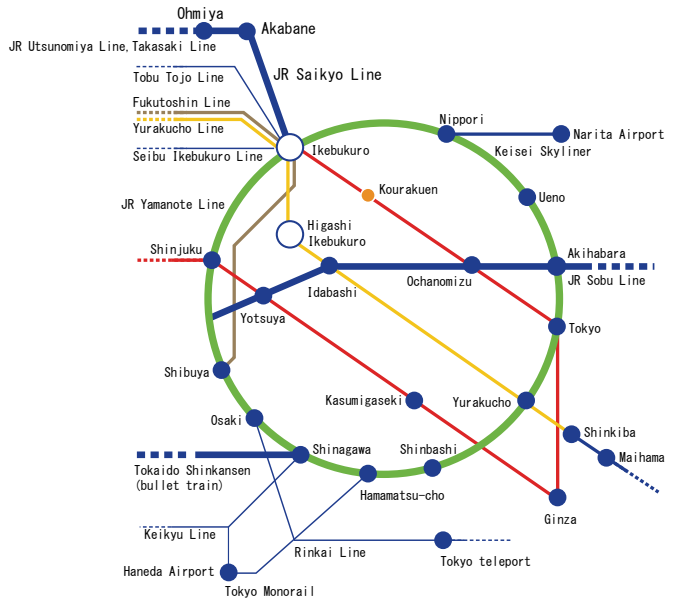 Ohmiya
Akabane
JR Utsunomiya Line, Takasaki Line
JR Saikyo Line
Tobu Tojo Line
Fukutoshin Line
Yurakucho Line
Seibu Ikebukuro Line
Ikebukuro
Nippori
Narita Airport
Keisei Skyliner
Kourakuen
Ueno
JR Yamanote Line
Higashi
Ikebukuro
Shinjuku
Akihabara
JR Sobu Line
Idabashi
Ochanomizu
Yotsuya
Tokyo
Shibuya
Kasumigaseki
Yurakucho
Osaki
Shinkiba
Shinagawa
Shinbashi
Maihama
Tokaido Shinkansen
(bullet train)
Hamamatsu-cho
Ginza
Keikyu Line
Rinkai Line
Tokyo teleport
Haneda Airport
Tokyo Monorail